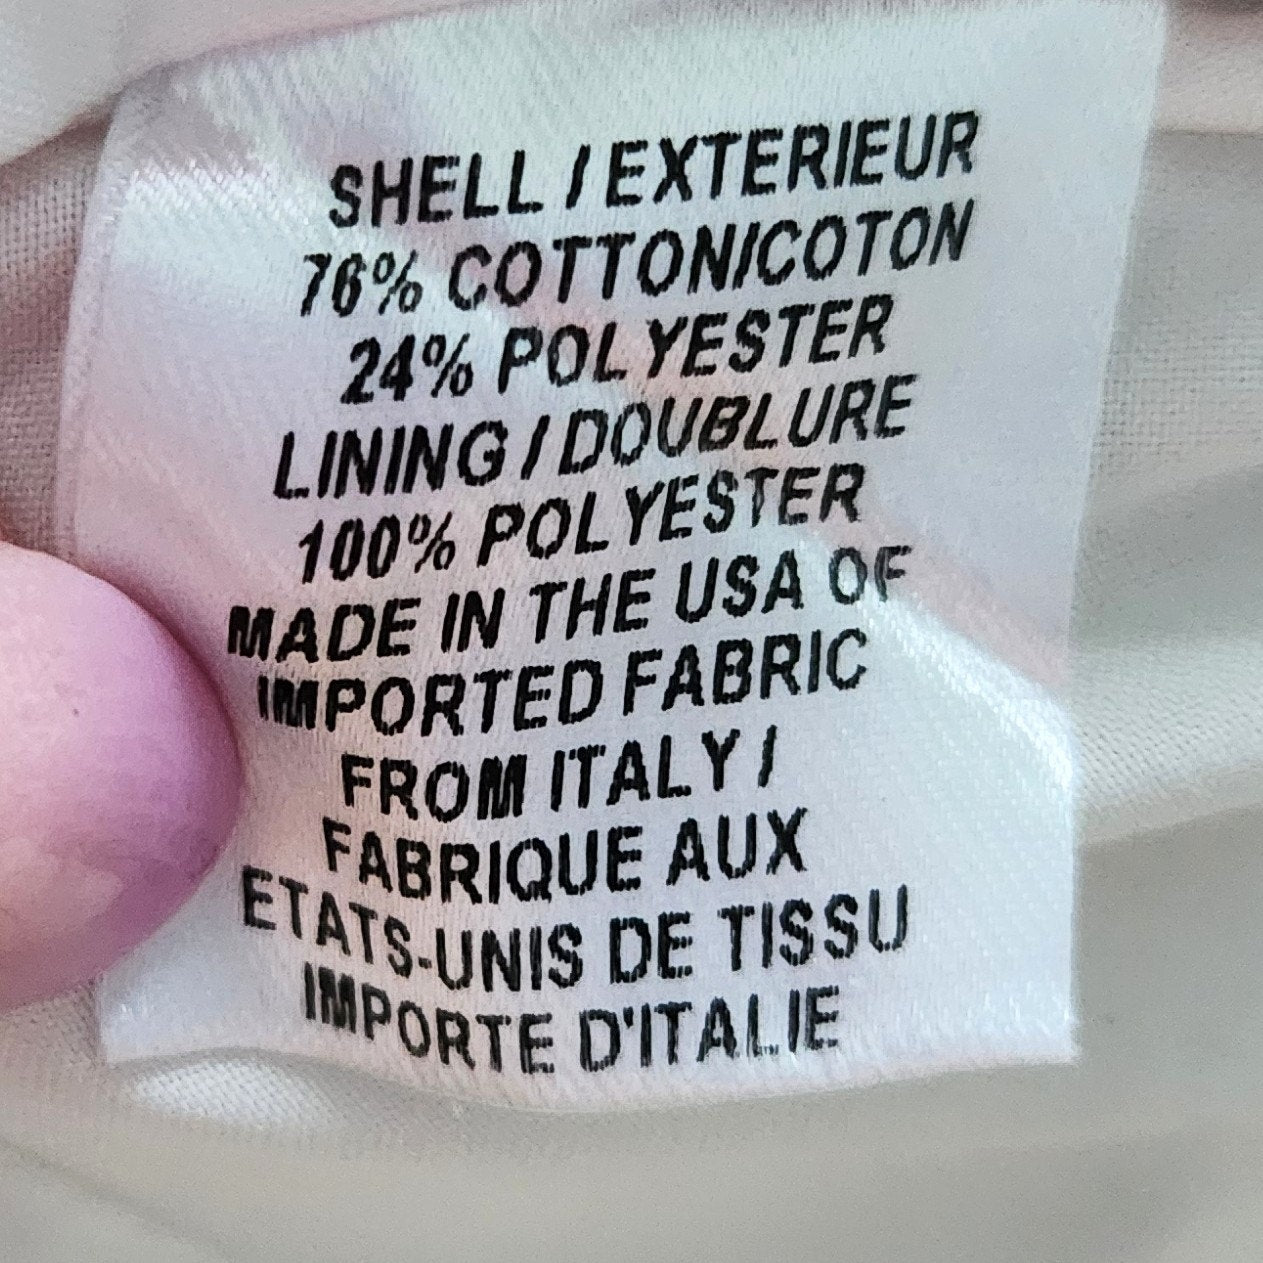 SHELL / EXTERIEUR
76% COTTON/COTON
24% POLYESTER
LINING / DOUBLURE
100% POLYESTER
MADE IN THE USA OF
IMPORTED FABRIC
FROM ITALY /
FABRIQUE AUX
ETATS-UNIS DE TISSU
IMPORTE D'ITALIE